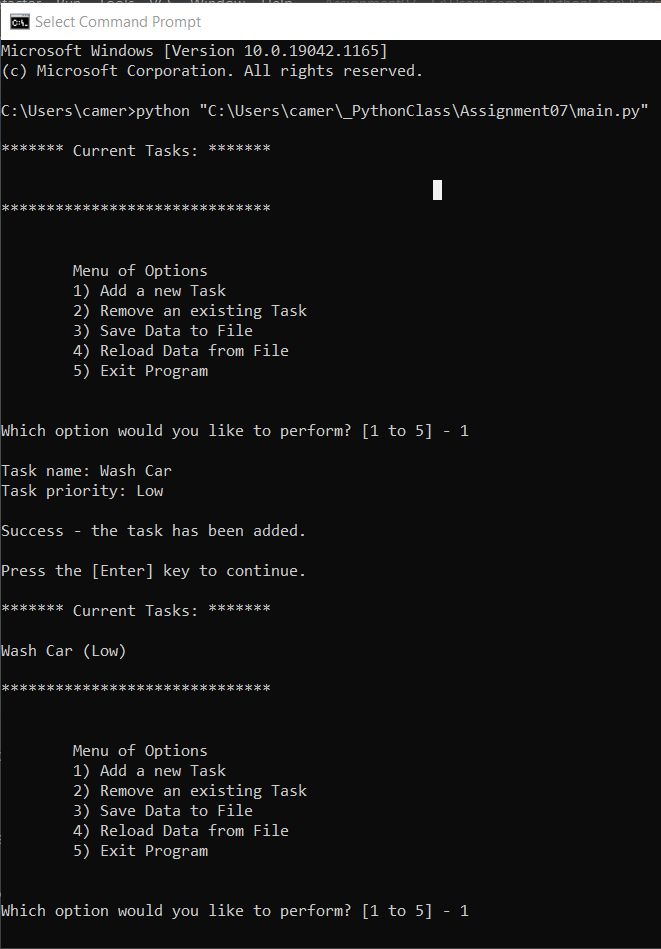 Select Command Prompt
Microsoft Windows [Version 10.0.19042.1165]
(c) Microsoft Corporation. All rights reserved.
C:\Users\camer>python "C:\Users\camer\_PythonClass\Assignment07\main.py"
******* Current Tasks: *******
******************************
Menu of Options
1) Add a new Task
2) Remove an existing Task
3) Save Data to File
4) Reload Data from File
5) Exit Program
Which option would you like to perform? [1 to 5] - 1
Task name: Wash Car
Task priority: Low
Success - the task has been added.
Press the [Enter] key to continue.
******* Current Tasks: *******
Wash Car (Low)
******************************
Menu of Options
1) Add a new Task
2) Remove an existing Task
3) Save Data to File
4) Reload Data from File
5) Exit Program
Which option would you like to perform? [1 to 5] - 1